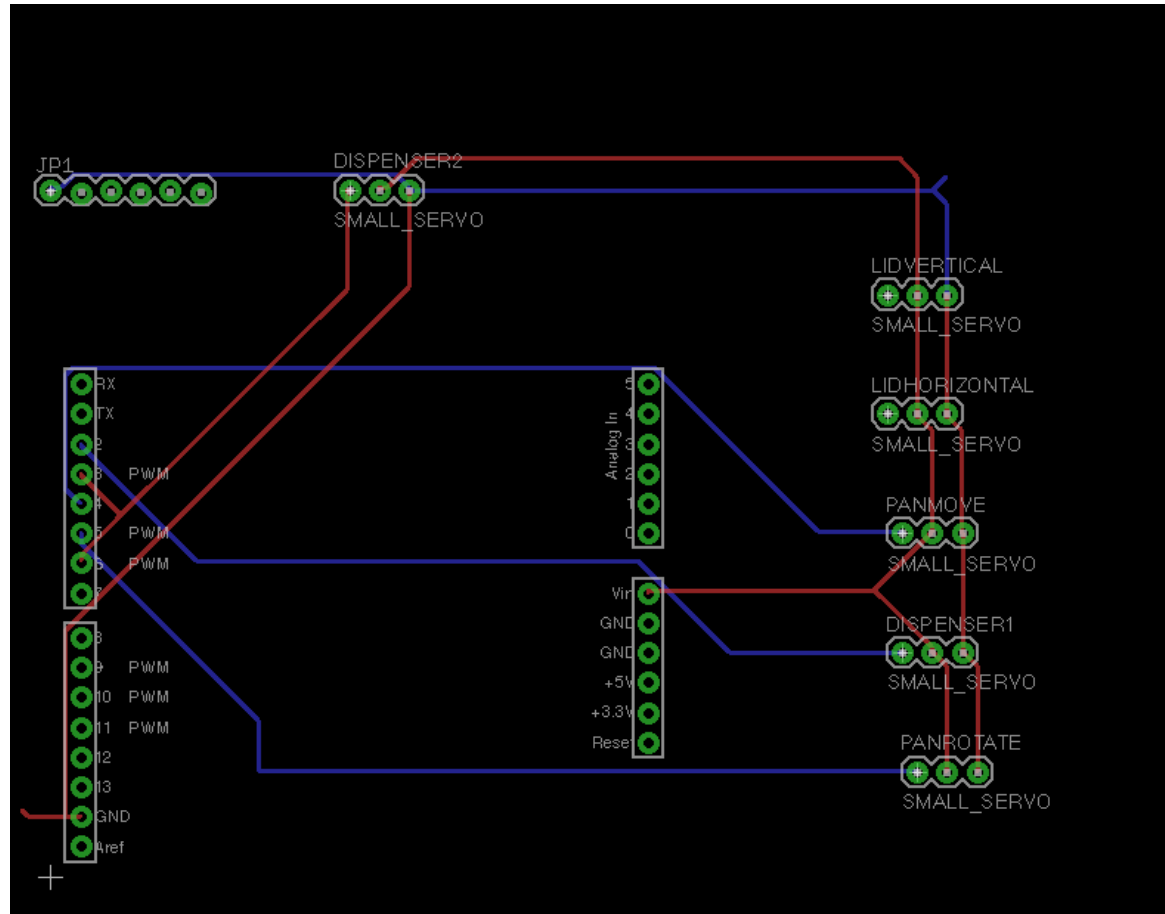 JP1
DISPENSER2
SMALL_SERVO
LIDVERTICAL
SMALL_SERVO
LIDHORIZONTAL
SMALL_SERVO
PANMOVE
SMALL_SERVO
DISPENSER1
SMALL_SERVO
PANROTATE
SMALL_SERVO
RX
TX
2
3 PWM
4
5 PWM
6 PWM
7
8
9 PWM
10 PWM
11 PWM
12
13
GND
Aref
Analog In
5
4
3
2
1
0
Vin
GND
GND
+5V
+3.3V
Reset